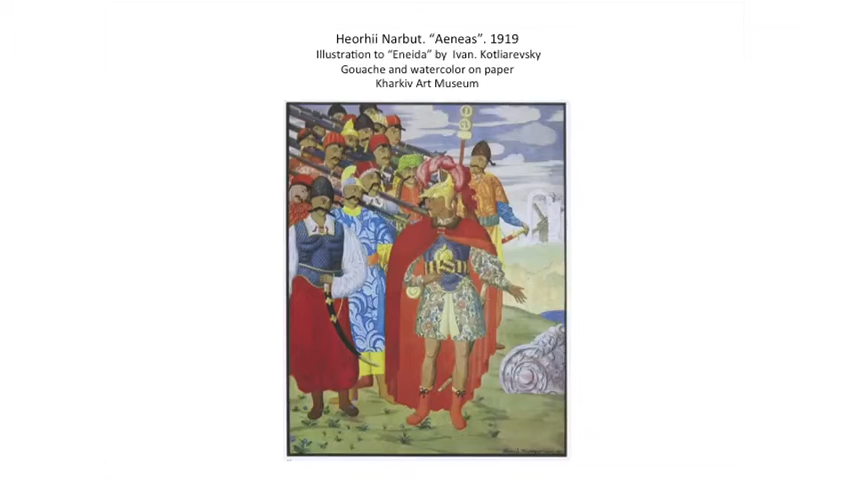 Heorhii Narbut. “Aeneas”. 1919
Illustration to “Eneida” by  Ivan. Kotliarevsky
Gouache and watercolor on paper
Kharkiv Art Museum